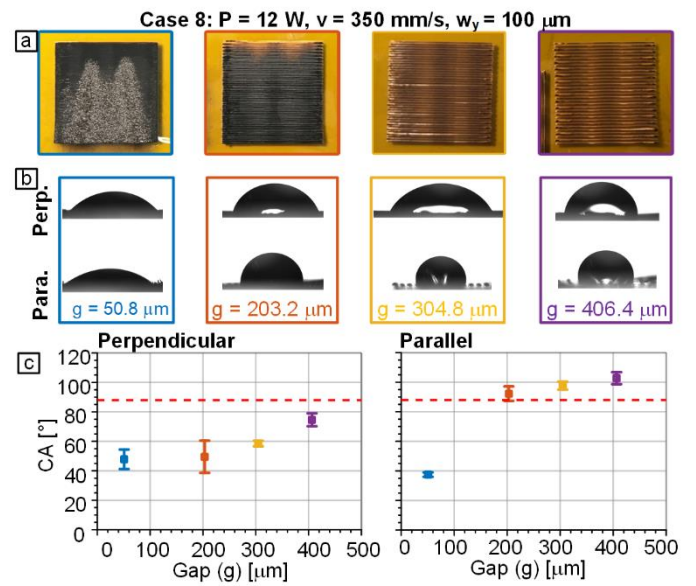 Case 8: P = 12 W, v = 350 mm/s, wy = 100 μm
a
b
Perp.
Para.
g = 50.8 μm
g = 203.2 μm
g = 304.8 μm
g = 406.4 μm
c
Perpendicular
Parallel
120
100
80
60
40
20
0
CA [°]
0
100
200
300
400
500
0
100
200
300
400
500
Gap (g) [μm]
Gap (g) [μm]